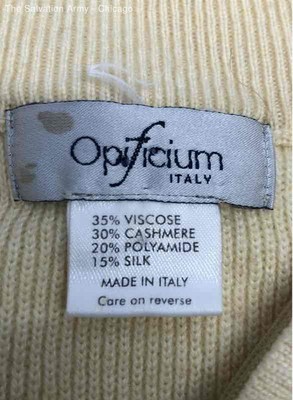 The Salvation Army - Chicago
Opificium
ITALY
35% VISCOSE
30% CASHMERE
20% POLYAMIDE
15% SILK
MADE IN ITALY
Care on reverse